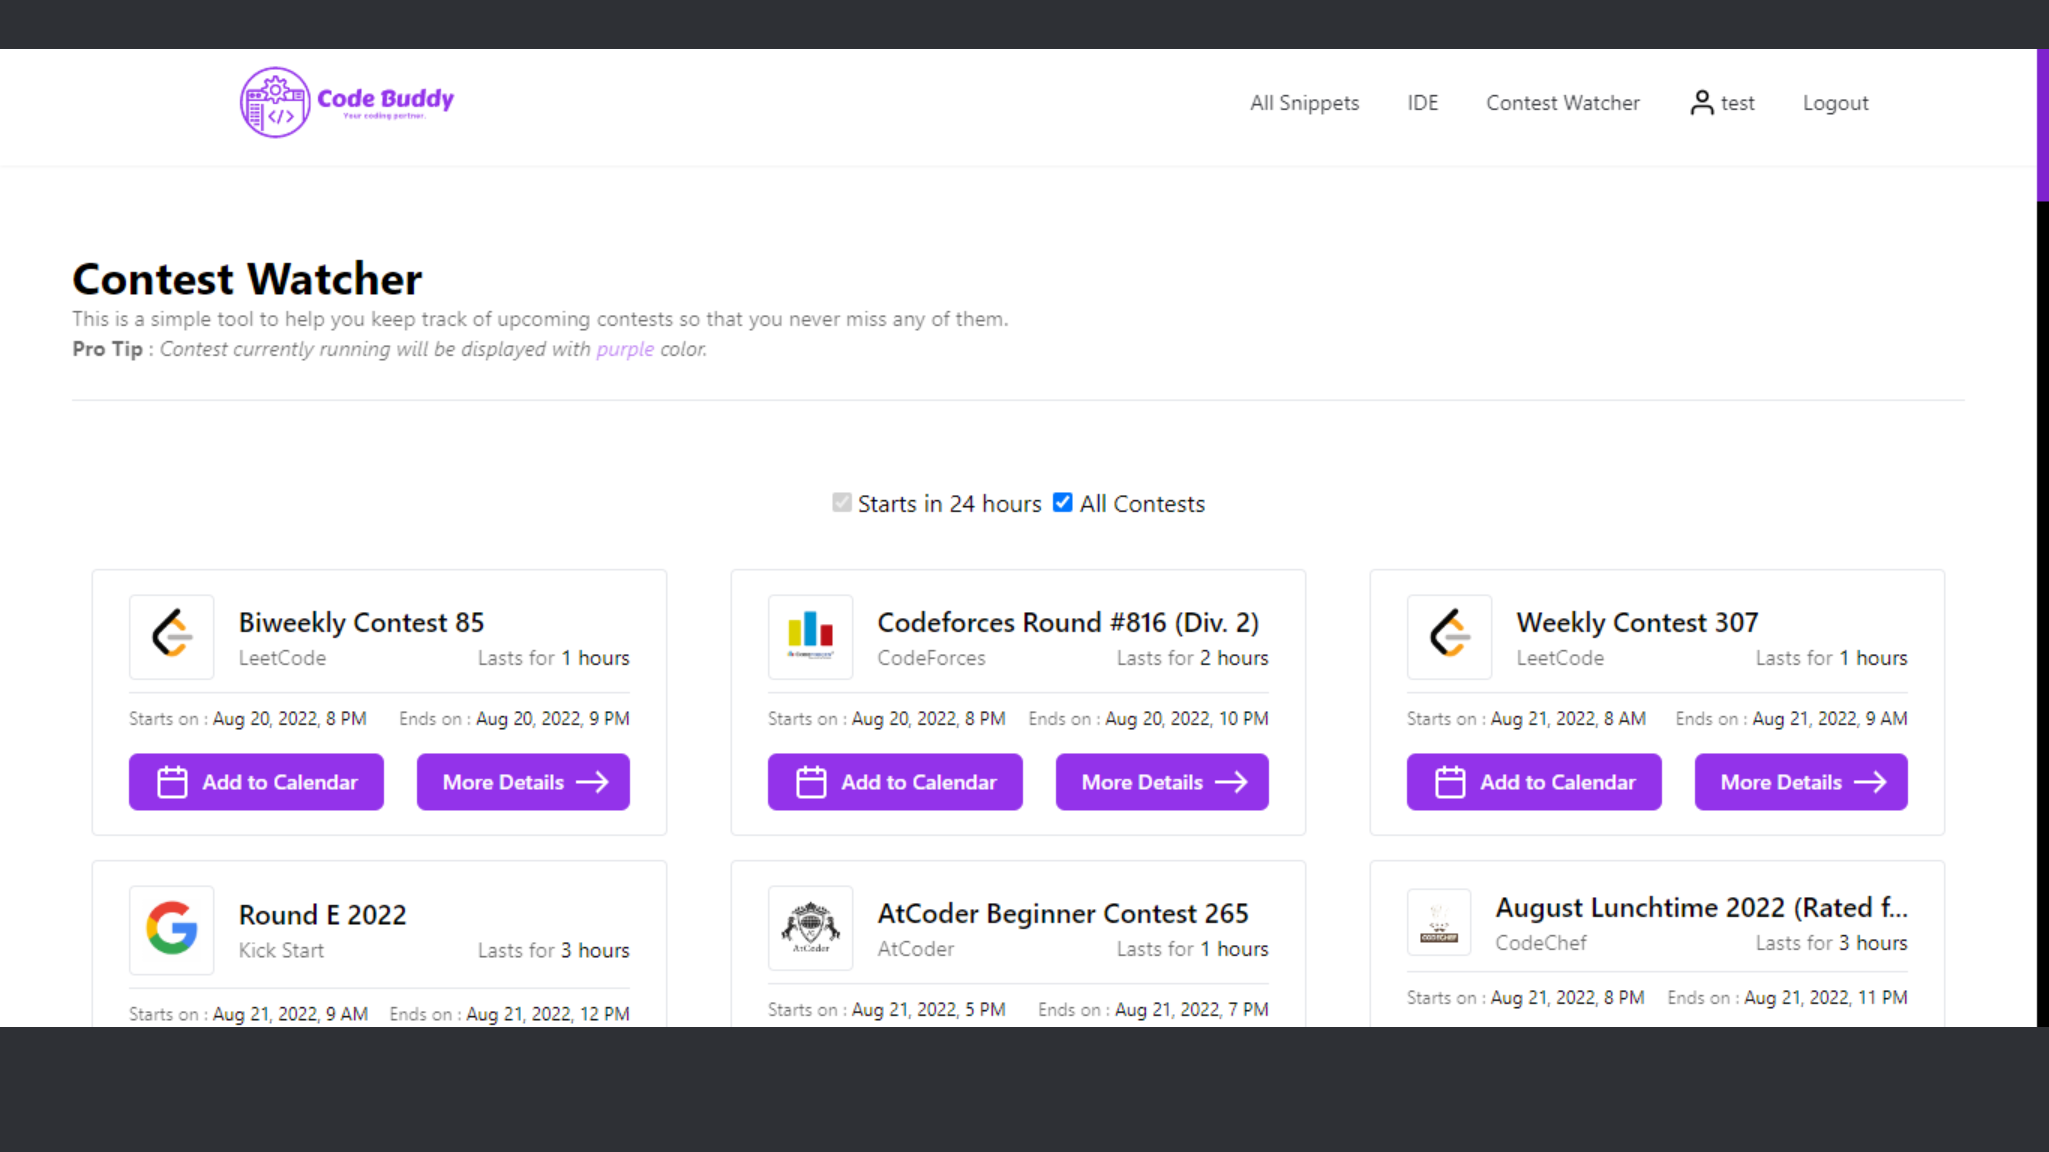 Code Buddy
Your coding partner.
All Snippets IDE Contest Watcher test Logout
Contest Watcher
This is a simple tool to help you keep track of upcoming contests so that you never miss any of them.
Pro Tip : Contest currently running will be displayed with purple color.
Starts in 24 hours All Contests
Biweekly Contest 85
LeetCode Lasts for 1 hours
Starts on : Aug 20, 2022, 8 PM Ends on : Aug 20, 2022, 9 PM
Add to Calendar More Details
Codeforces Round #816 (Div. 2)
CodeForces Lasts for 2 hours
Starts on : Aug 20, 2022, 8 PM Ends on : Aug 20, 2022, 10 PM
Add to Calendar More Details
Weekly Contest 307
LeetCode Lasts for 1 hours
Starts on : Aug 21, 2022, 8 AM Ends on : Aug 21, 2022, 9 AM
Add to Calendar More Details
Round E 2022
Kick Start Lasts for 3 hours
Starts on : Aug 21, 2022, 9 AM Ends on : Aug 21, 2022, 12 PM
AtCoder
AtCoder Beginner Contest 265
AtCoder Lasts for 1 hours
Starts on : Aug 21, 2022, 5 PM Ends on : Aug 21, 2022, 7 PM
CODECHEF
August Lunchtime 2022 (Rated f...
CodeChef Lasts for 3 hours
Starts on : Aug 21, 2022, 8 PM Ends on : Aug 21, 2022, 11 PM